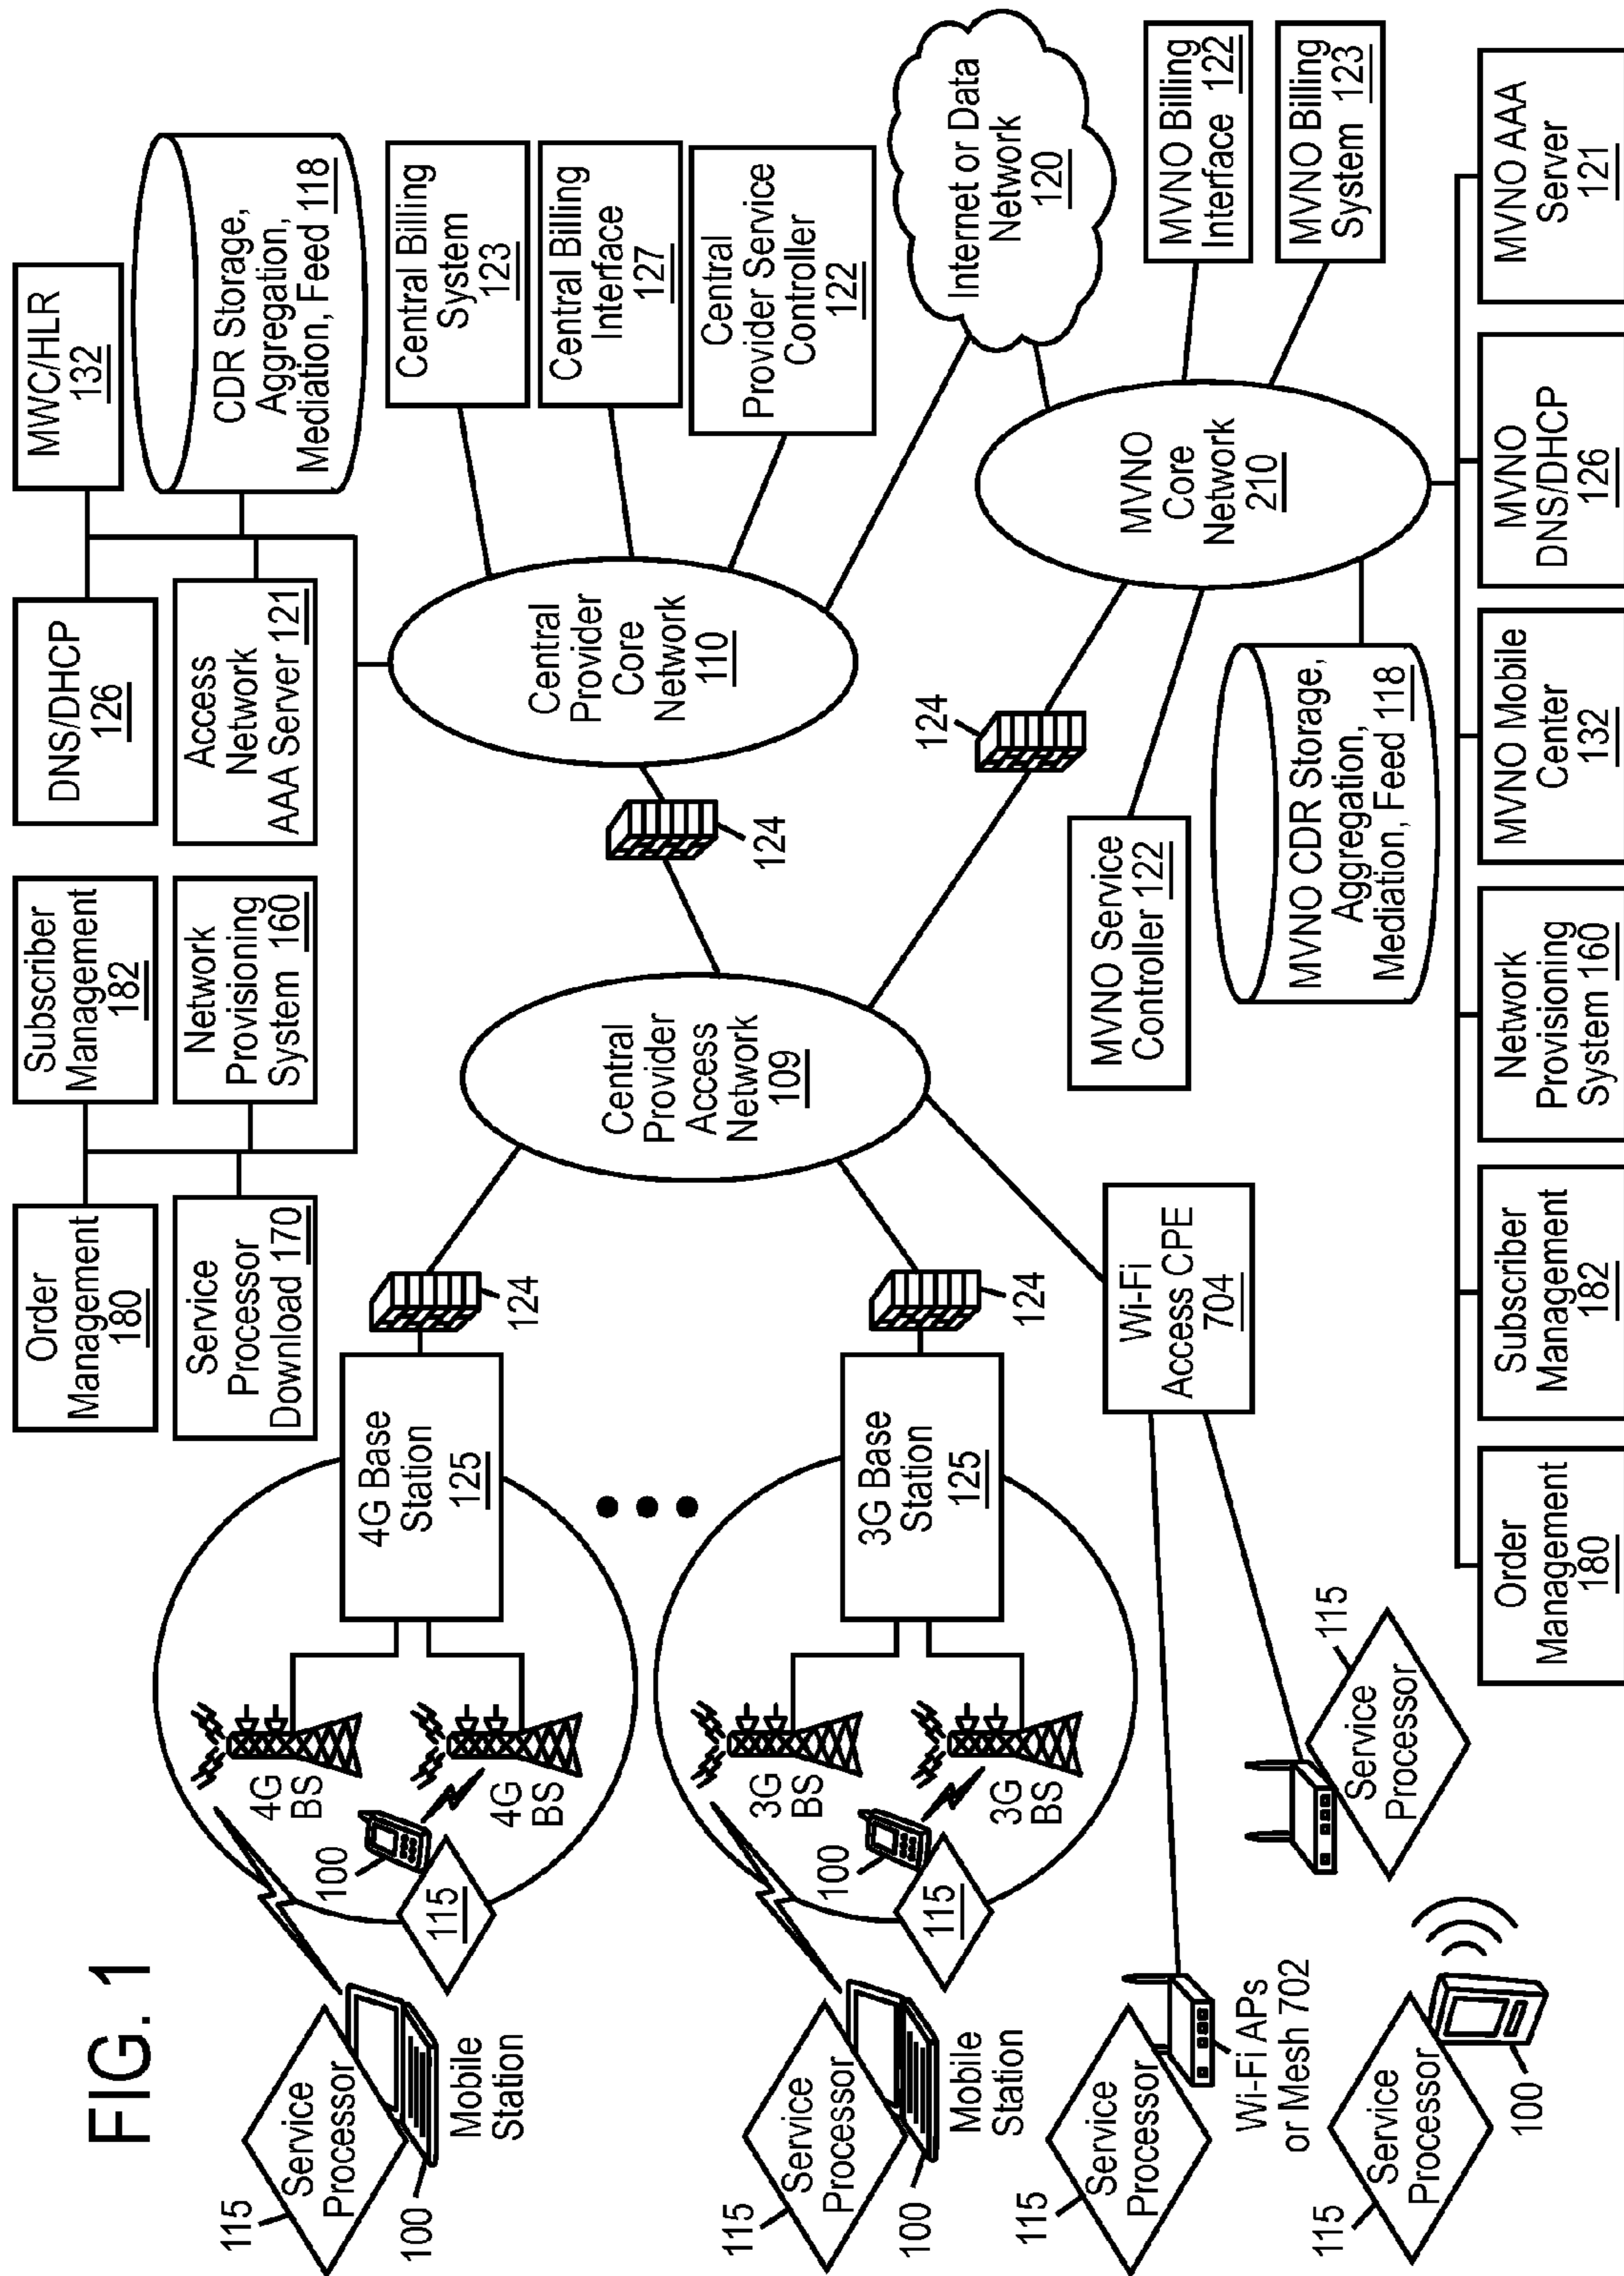 FIG. 1
Order
Management
180
Subscriber
Management
182
DNS/DHCP
126
MWC/HLR
132
Service
Processor
Download 170
Network
Provisioning
System 160
Access
Network
AAA Server 121
CDR Storage,
Aggregation,
Mediation, Feed 118
115
Service
Processor
100
Mobile
Station
4G
BS
100
4G
BS
115
4G Base
Station
125
124
Central
Provider
Access
Network
109
124
Central
Provider
Core
Network
110
Central Billing
System
123
Central Billing
Interface
127
Central
Provider Service
Controller
122
115
Service
Processor
100
Mobile
Station
3G
BS
100
3G
BS
115
3G Base
Station
125
124
124
Internet or Data
Network
120
115
Service
Processor
Wi-Fi APs
or Mesh 702
Wi-Fi
Access CPE
704
MVNO Service
Controller 122
MVNO
Core
Network
210
MVNO Billing
Interface 122
MVNO Billing
System 123
115
Service
Processor
100
Service
Processor
115
MVNO CDR Storage,
Aggregation,
Mediation, Feed 118
Order
Management
180
Subscriber
Management
182
Network
Provisioning
System 160
MVNO Mobile
Center
132
MVNO
DNS/DHCP
126
MVNO AAA
Server
121